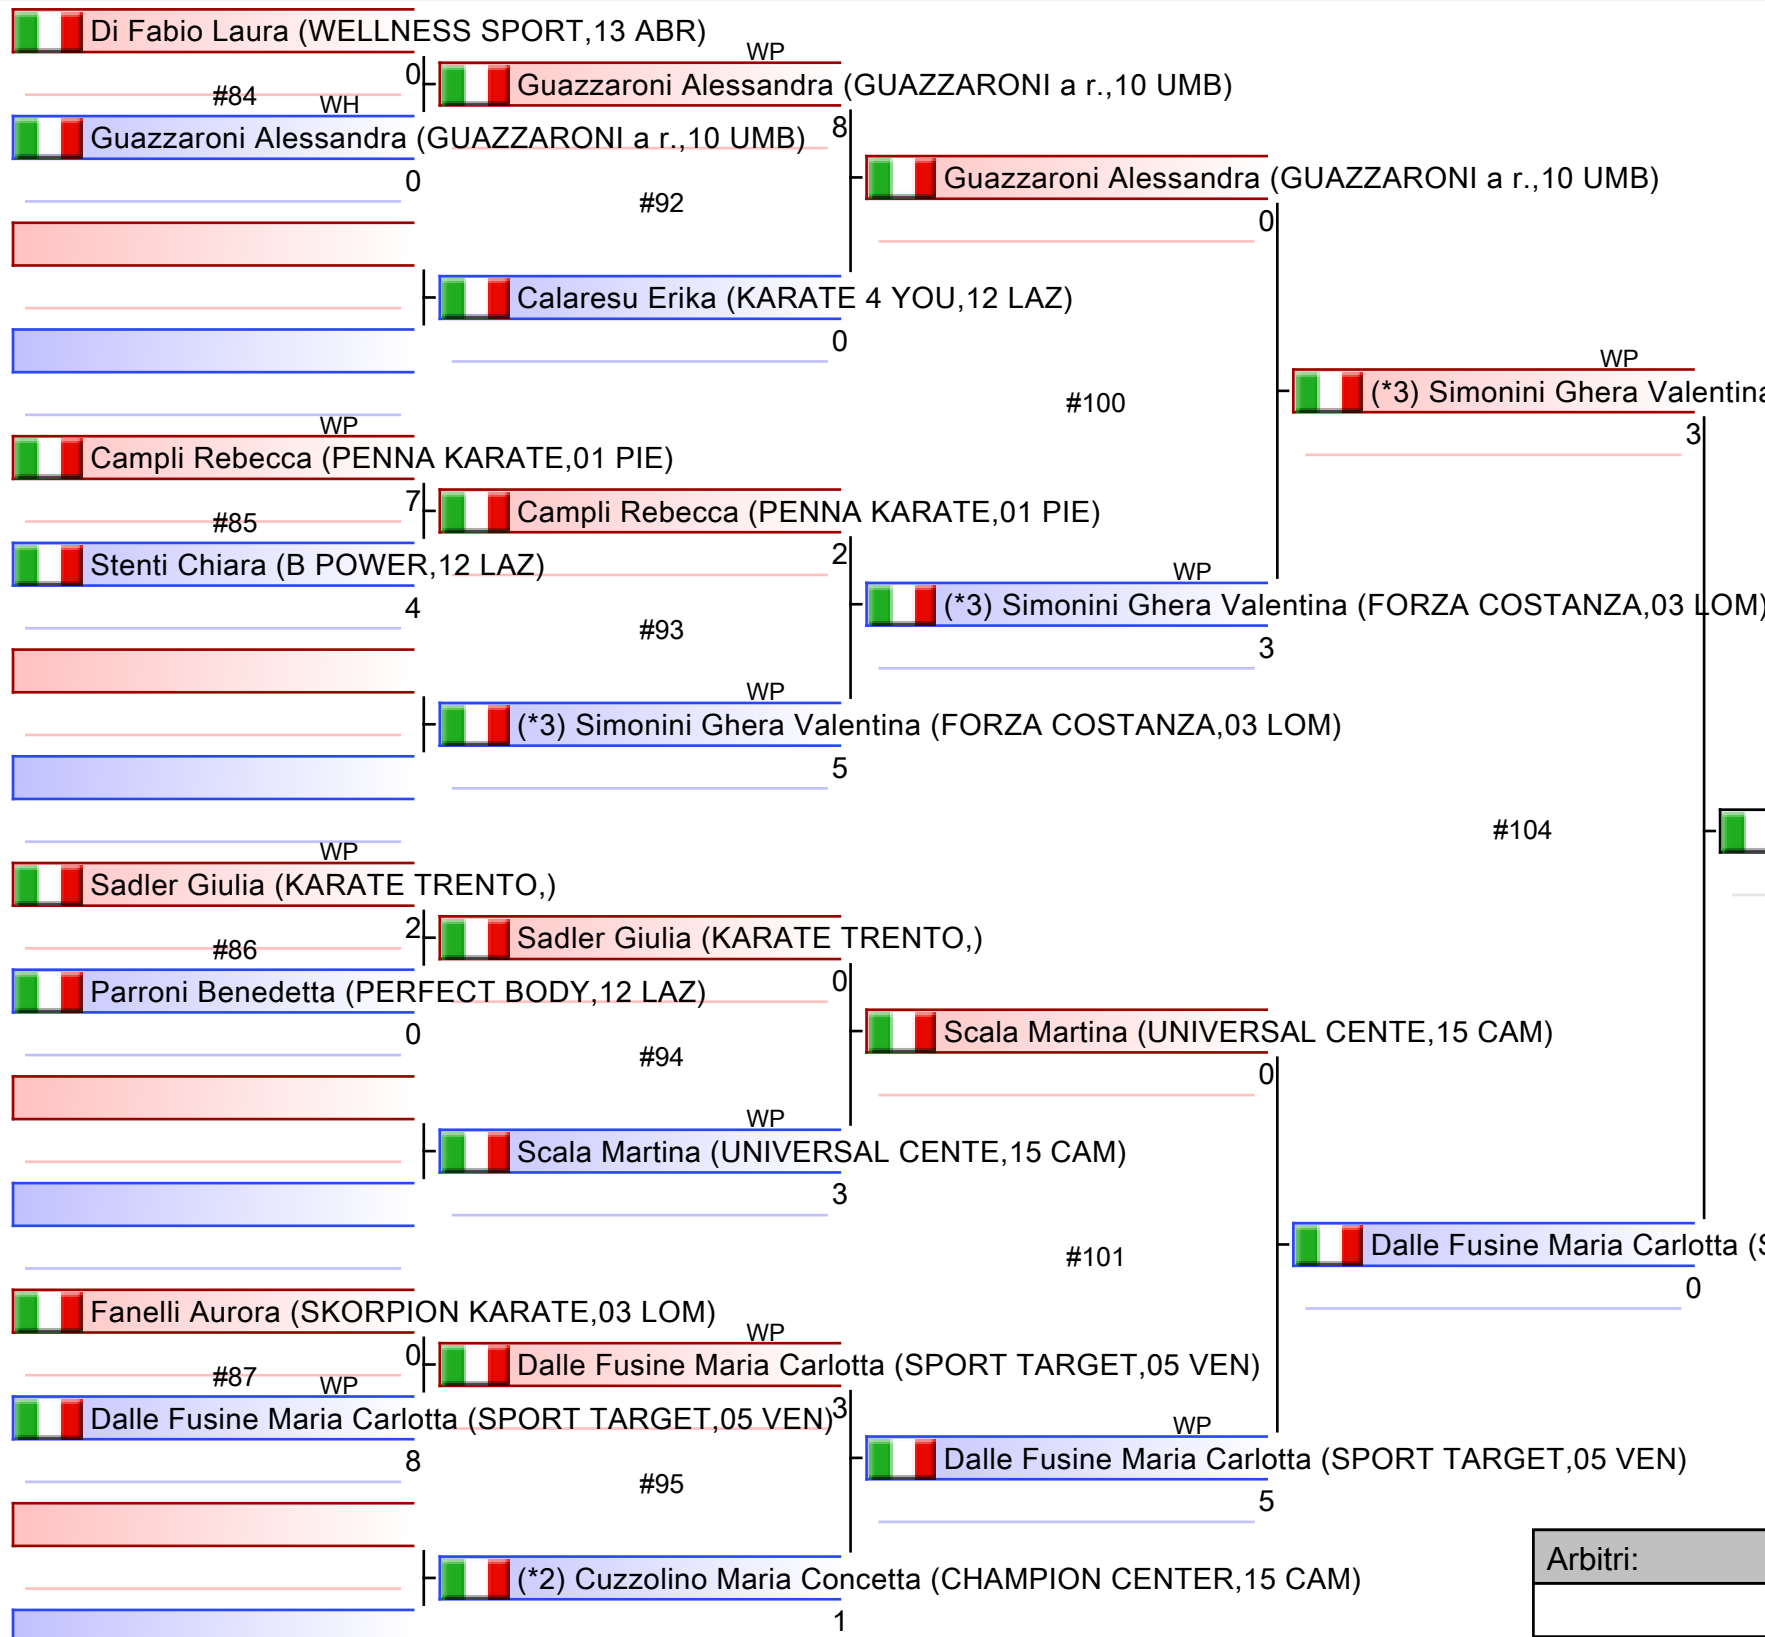 Di Fabio Laura (WELLNESS SPORT,13 ABR)
0
#84
WH
Guazzaroni Alessandra (GUAZZARONI a r.,10 UMB)
0
WP
Guazzaroni Alessandra (GUAZZARONI a r.,10 UMB)
8
#92
Calaresu Erika (KARATE 4 YOU,12 LAZ)
0
Guazzaroni Alessandra (GUAZZARONI a r.,10 UMB)
0
#100
WP
Campli Rebecca (PENNA KARATE,01 PIE)
7
#85
Stenti Chiara (B POWER,12 LAZ)
4
Campli Rebecca (PENNA KARATE,01 PIE)
2
#93
WP
(*3) Simonini Ghera Valentina (FORZA COSTANZA,03 LOM)
5
WP
(*3) Simonini Ghera Valentina (FORZA COSTANZA,03 LOM)
3
WP
(*3) Simonini Ghera Valentina
3
#104
WP
Sadler Giulia (KARATE TRENTO,)
2
#86
Parroni Benedetta (PERFECT BODY,12 LAZ)
0
Sadler Giulia (KARATE TRENTO,)
0
#94
WP
Scala Martina (UNIVERSAL CENTE,15 CAM)
3
Scala Martina (UNIVERSAL CENTE,15 CAM)
0
#101
Fanelli Aurora (SKORPION KARATE,03 LOM)
0
#87
WP
Dalle Fusine Maria Carlotta (SPORT TARGET,05 VEN)
8
WP
Dalle Fusine Maria Carlotta (SPORT TARGET,05 VEN)
3
#95
(*2) Cuzzolino Maria Concetta (CHAMPION CENTER,15 CAM)
1
WP
Dalle Fusine Maria Carlotta (SPORT TARGET,05 VEN)
5
Dalle Fusine Maria Carlotta (S
0
Arbitri: